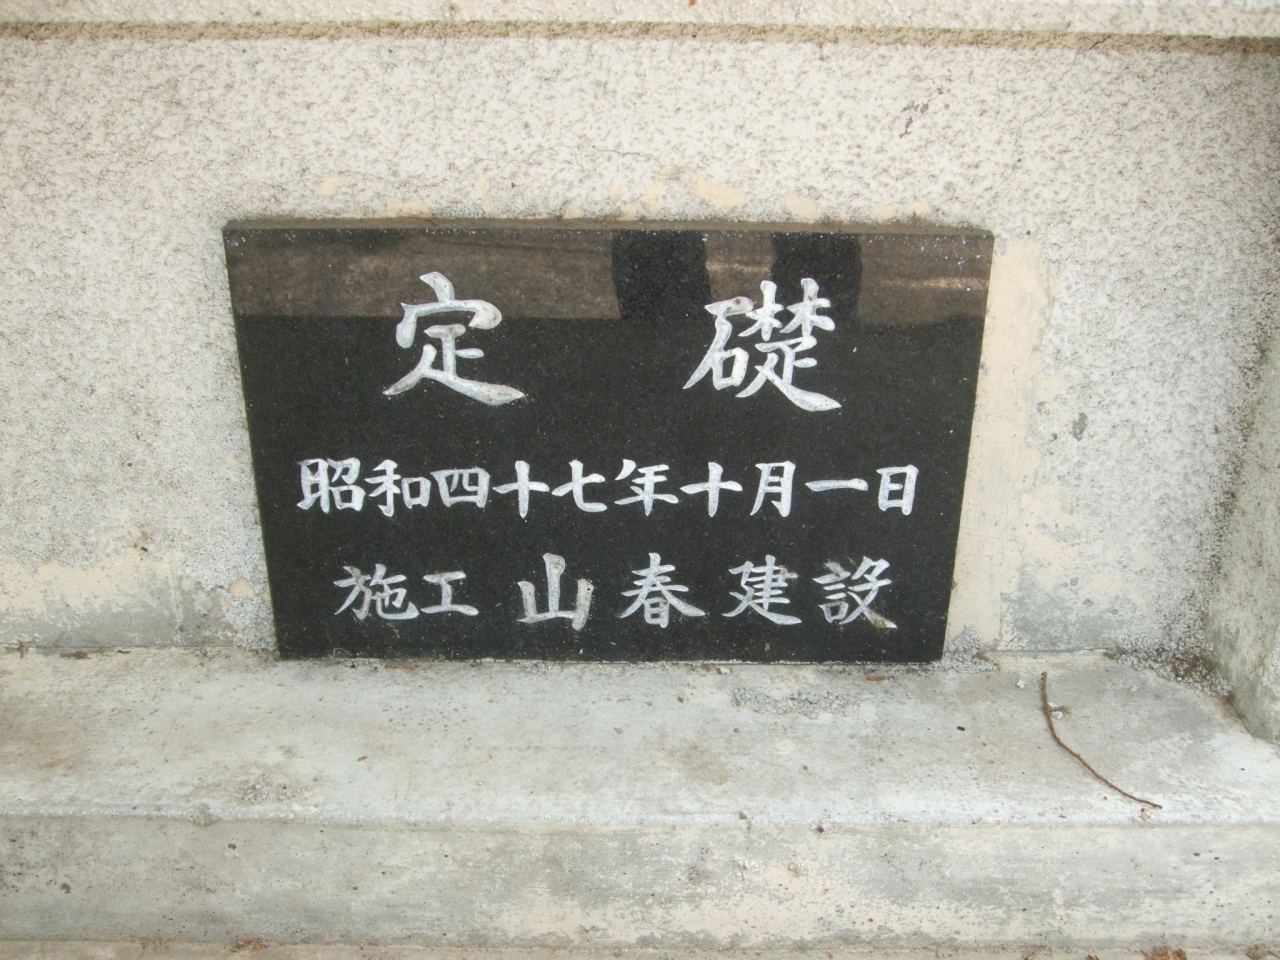 定礎
昭和四十七年十月一日
施工 山春建設